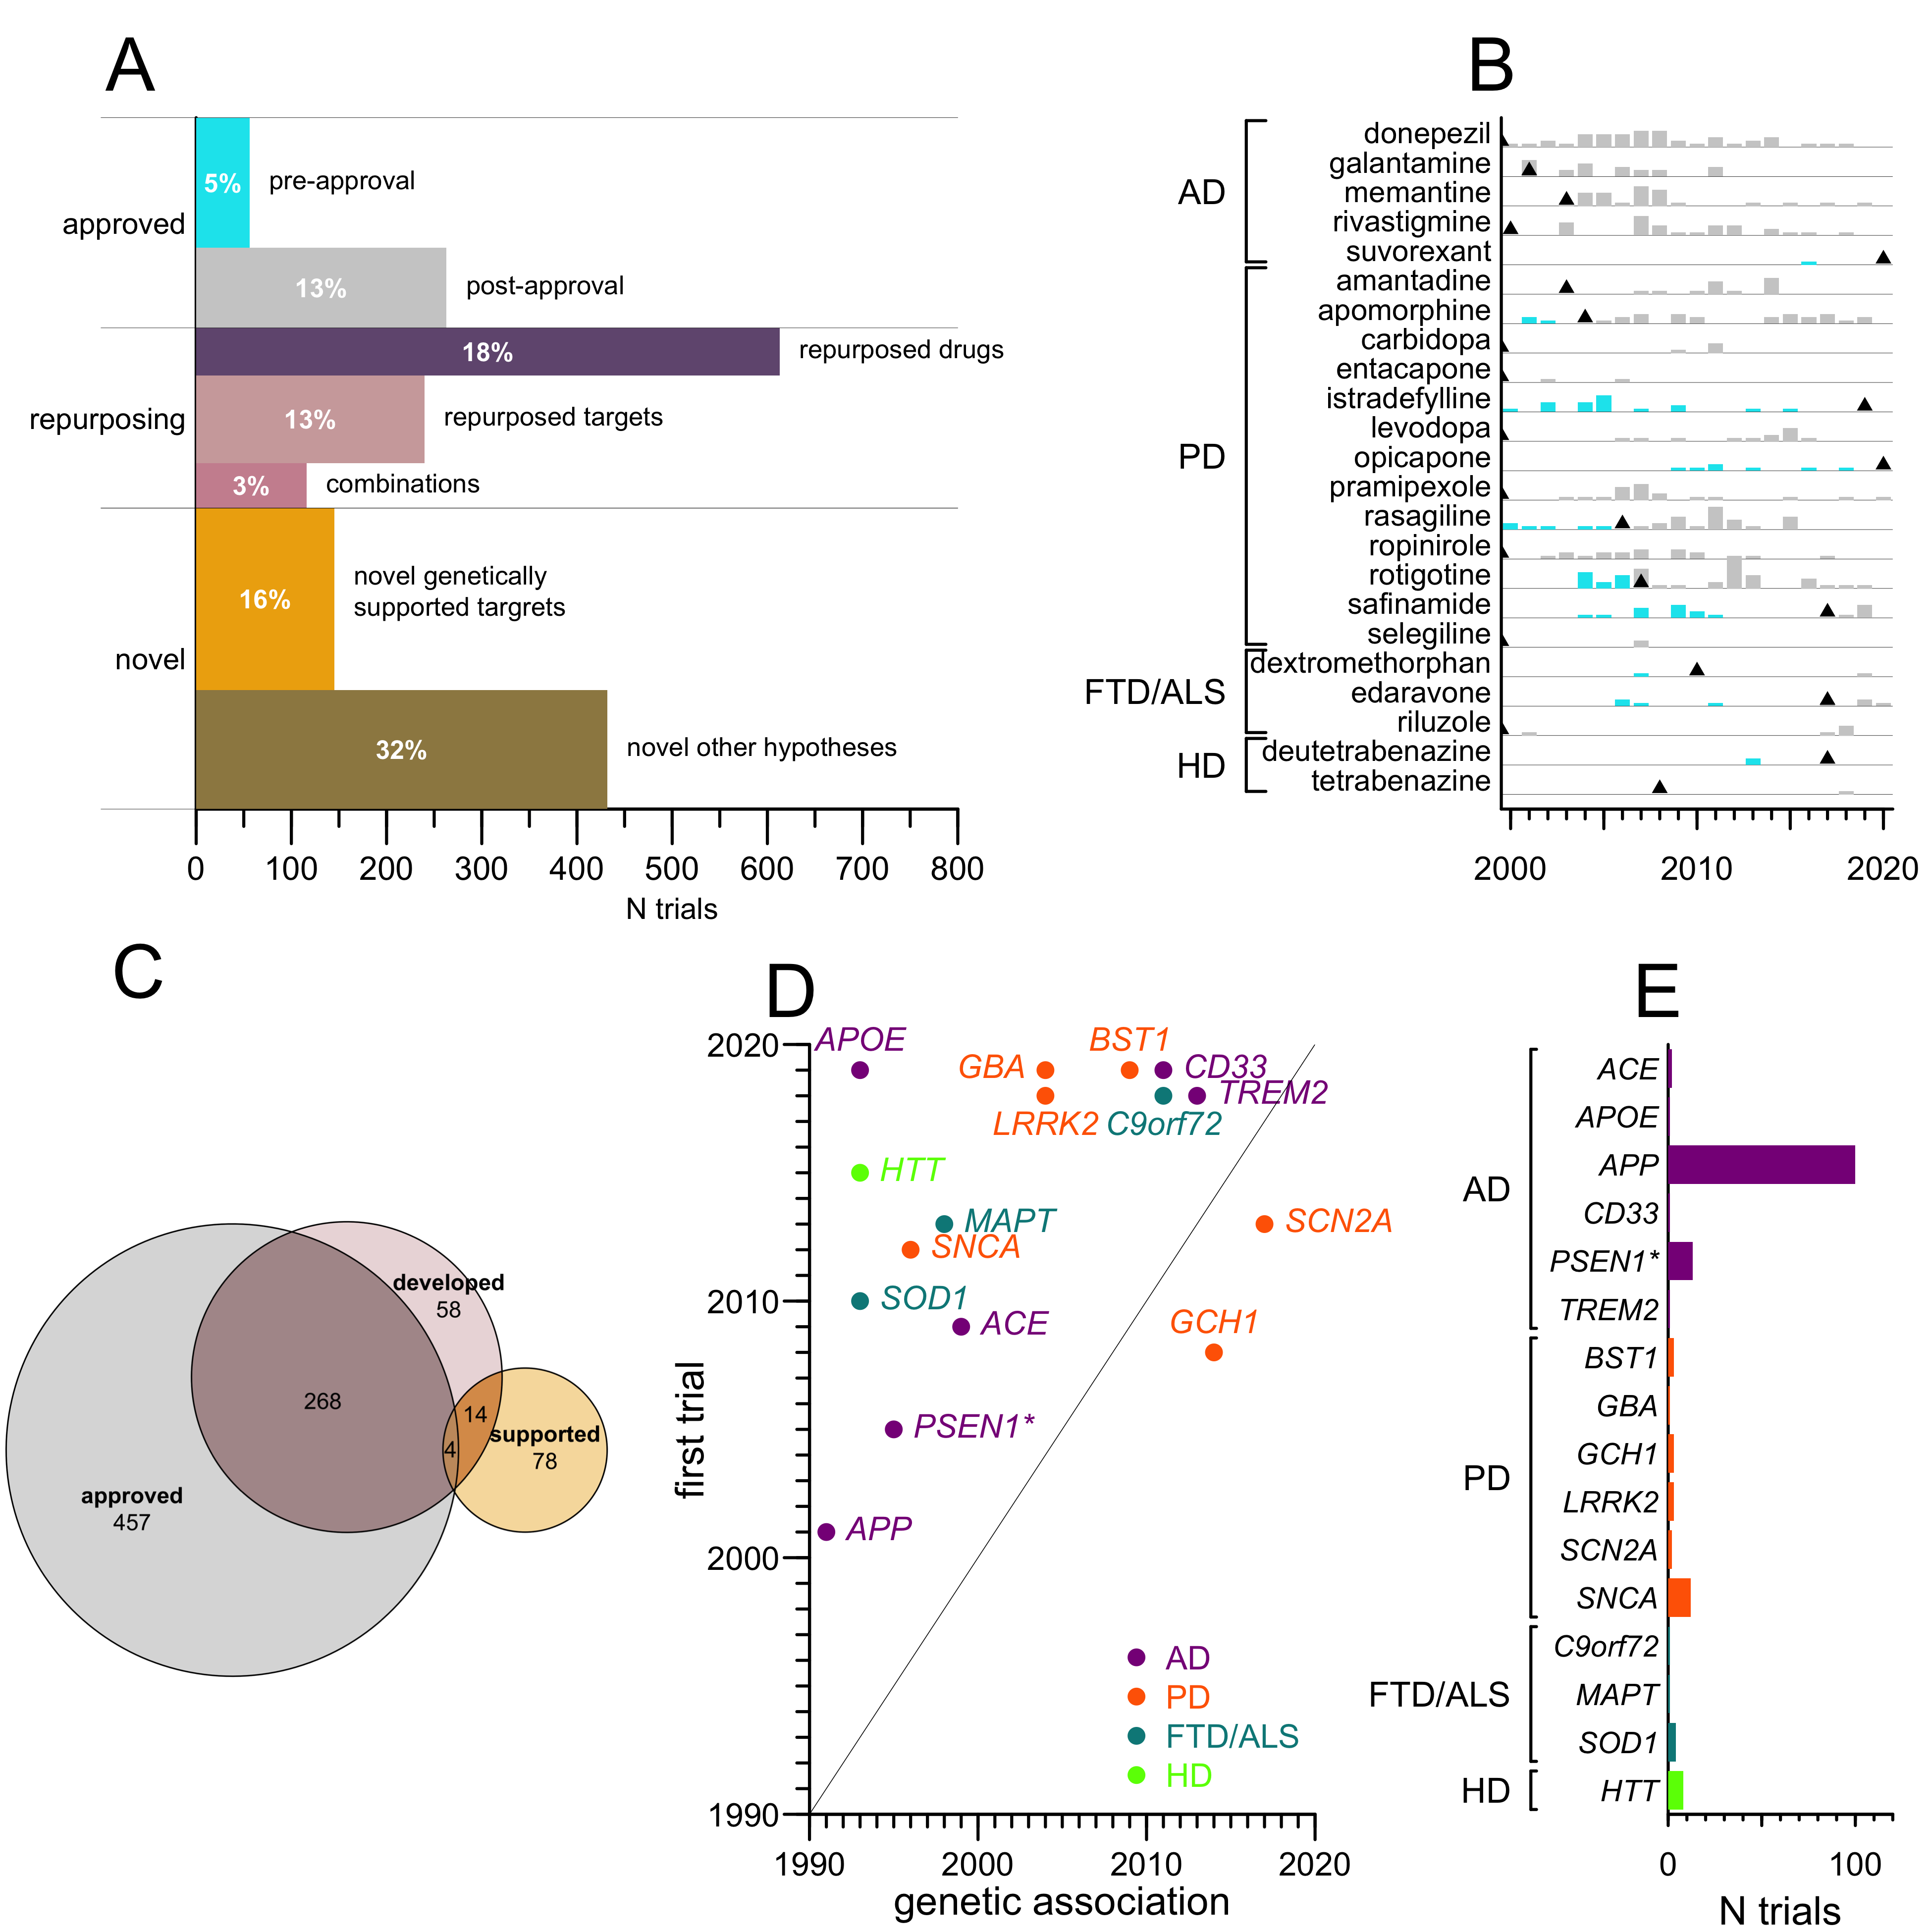 A
approved
5%
pre-approval
13%
post-approval
repurposing
18%
repurposed drugs
13%
repurposed targets
3%
combinations
novel
16%
novel genetically
supported targrets
32%
novel other hypotheses
0 100 200 300 400 500 600 700 800
N trials
B
AD
donepezil
galantamine
memantine
rivastigmine
suvorexant
PD
amantadine
apomorphine
carbidopa
entacapone
istradefylline
levodopa
opicapone
pramipexole
rasagiline
ropinirole
rotigotine
safinamide
selegiline
FTD/ALS
dextromethorphan
edaravone
riluzole
HD
deutetrabenazine
tetrabenazine
2000 2010 2020
C
developed
58
268
14
4
supported
78
approved
457
D
first trial
2020
2010
2000
1990
APOE
BST1
GBA
CD33
TREM2
LRRK2
C9orf72
HTT
MAPT
SCN2A
SNCA
SOD1
ACE
GCH1
PSEN1*
APP
AD
PD
FTD/ALS
HD
1990 2000 2010 2020
genetic association
E
AD
ACE
APOE
APP
CD33
PSEN1*
TREM2
PD
BST1
GBA
GCH1
LRRK2
SCN2A
SNCA
FTD/ALS
C9orf72
MAPT
SOD1
HD
HTT
0 100
N trials